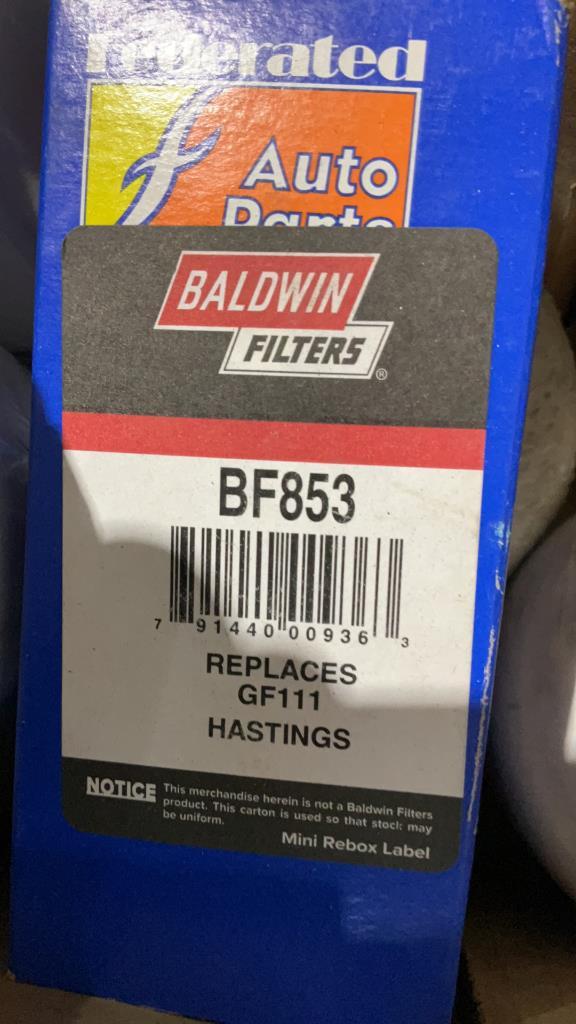 Federated
Auto
Parts
BALDWIN
FILTERS
®
BF853
7 91440 00936 3
REPLACES
GF111
HASTINGS
NOTICE This merchandise herein is not a Baldwin Filters
product. This carton is used so that stock may
be uniform.
Mini Rebox Label